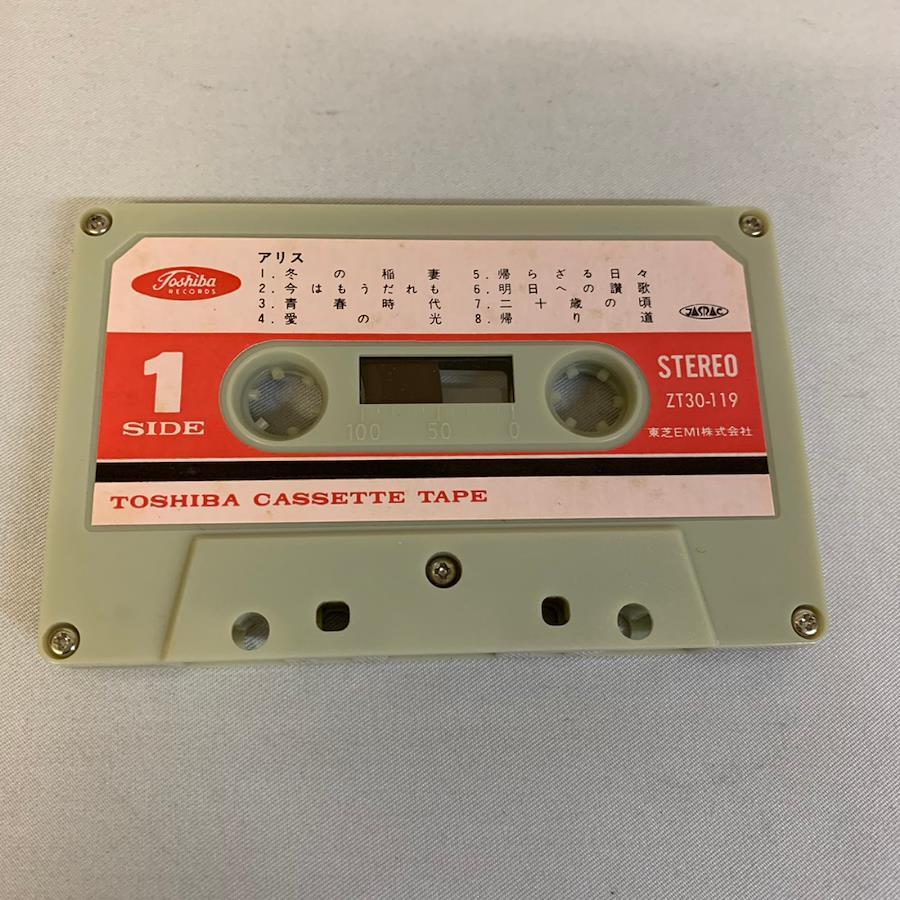 アリス
1.冬の稲妻
2.今はもうだれも
3.青春時代
4.愛の光
5.帰らざる日々
6.明日への讃歌
7.二十歳の頃
8.帰り道
Toshiba
RECORDS
JASRAC
1
SIDE
STEREO
ZT30-119
東芝EMI株式会社
100 50 0
TOSHIBA CASSETTE TAPE